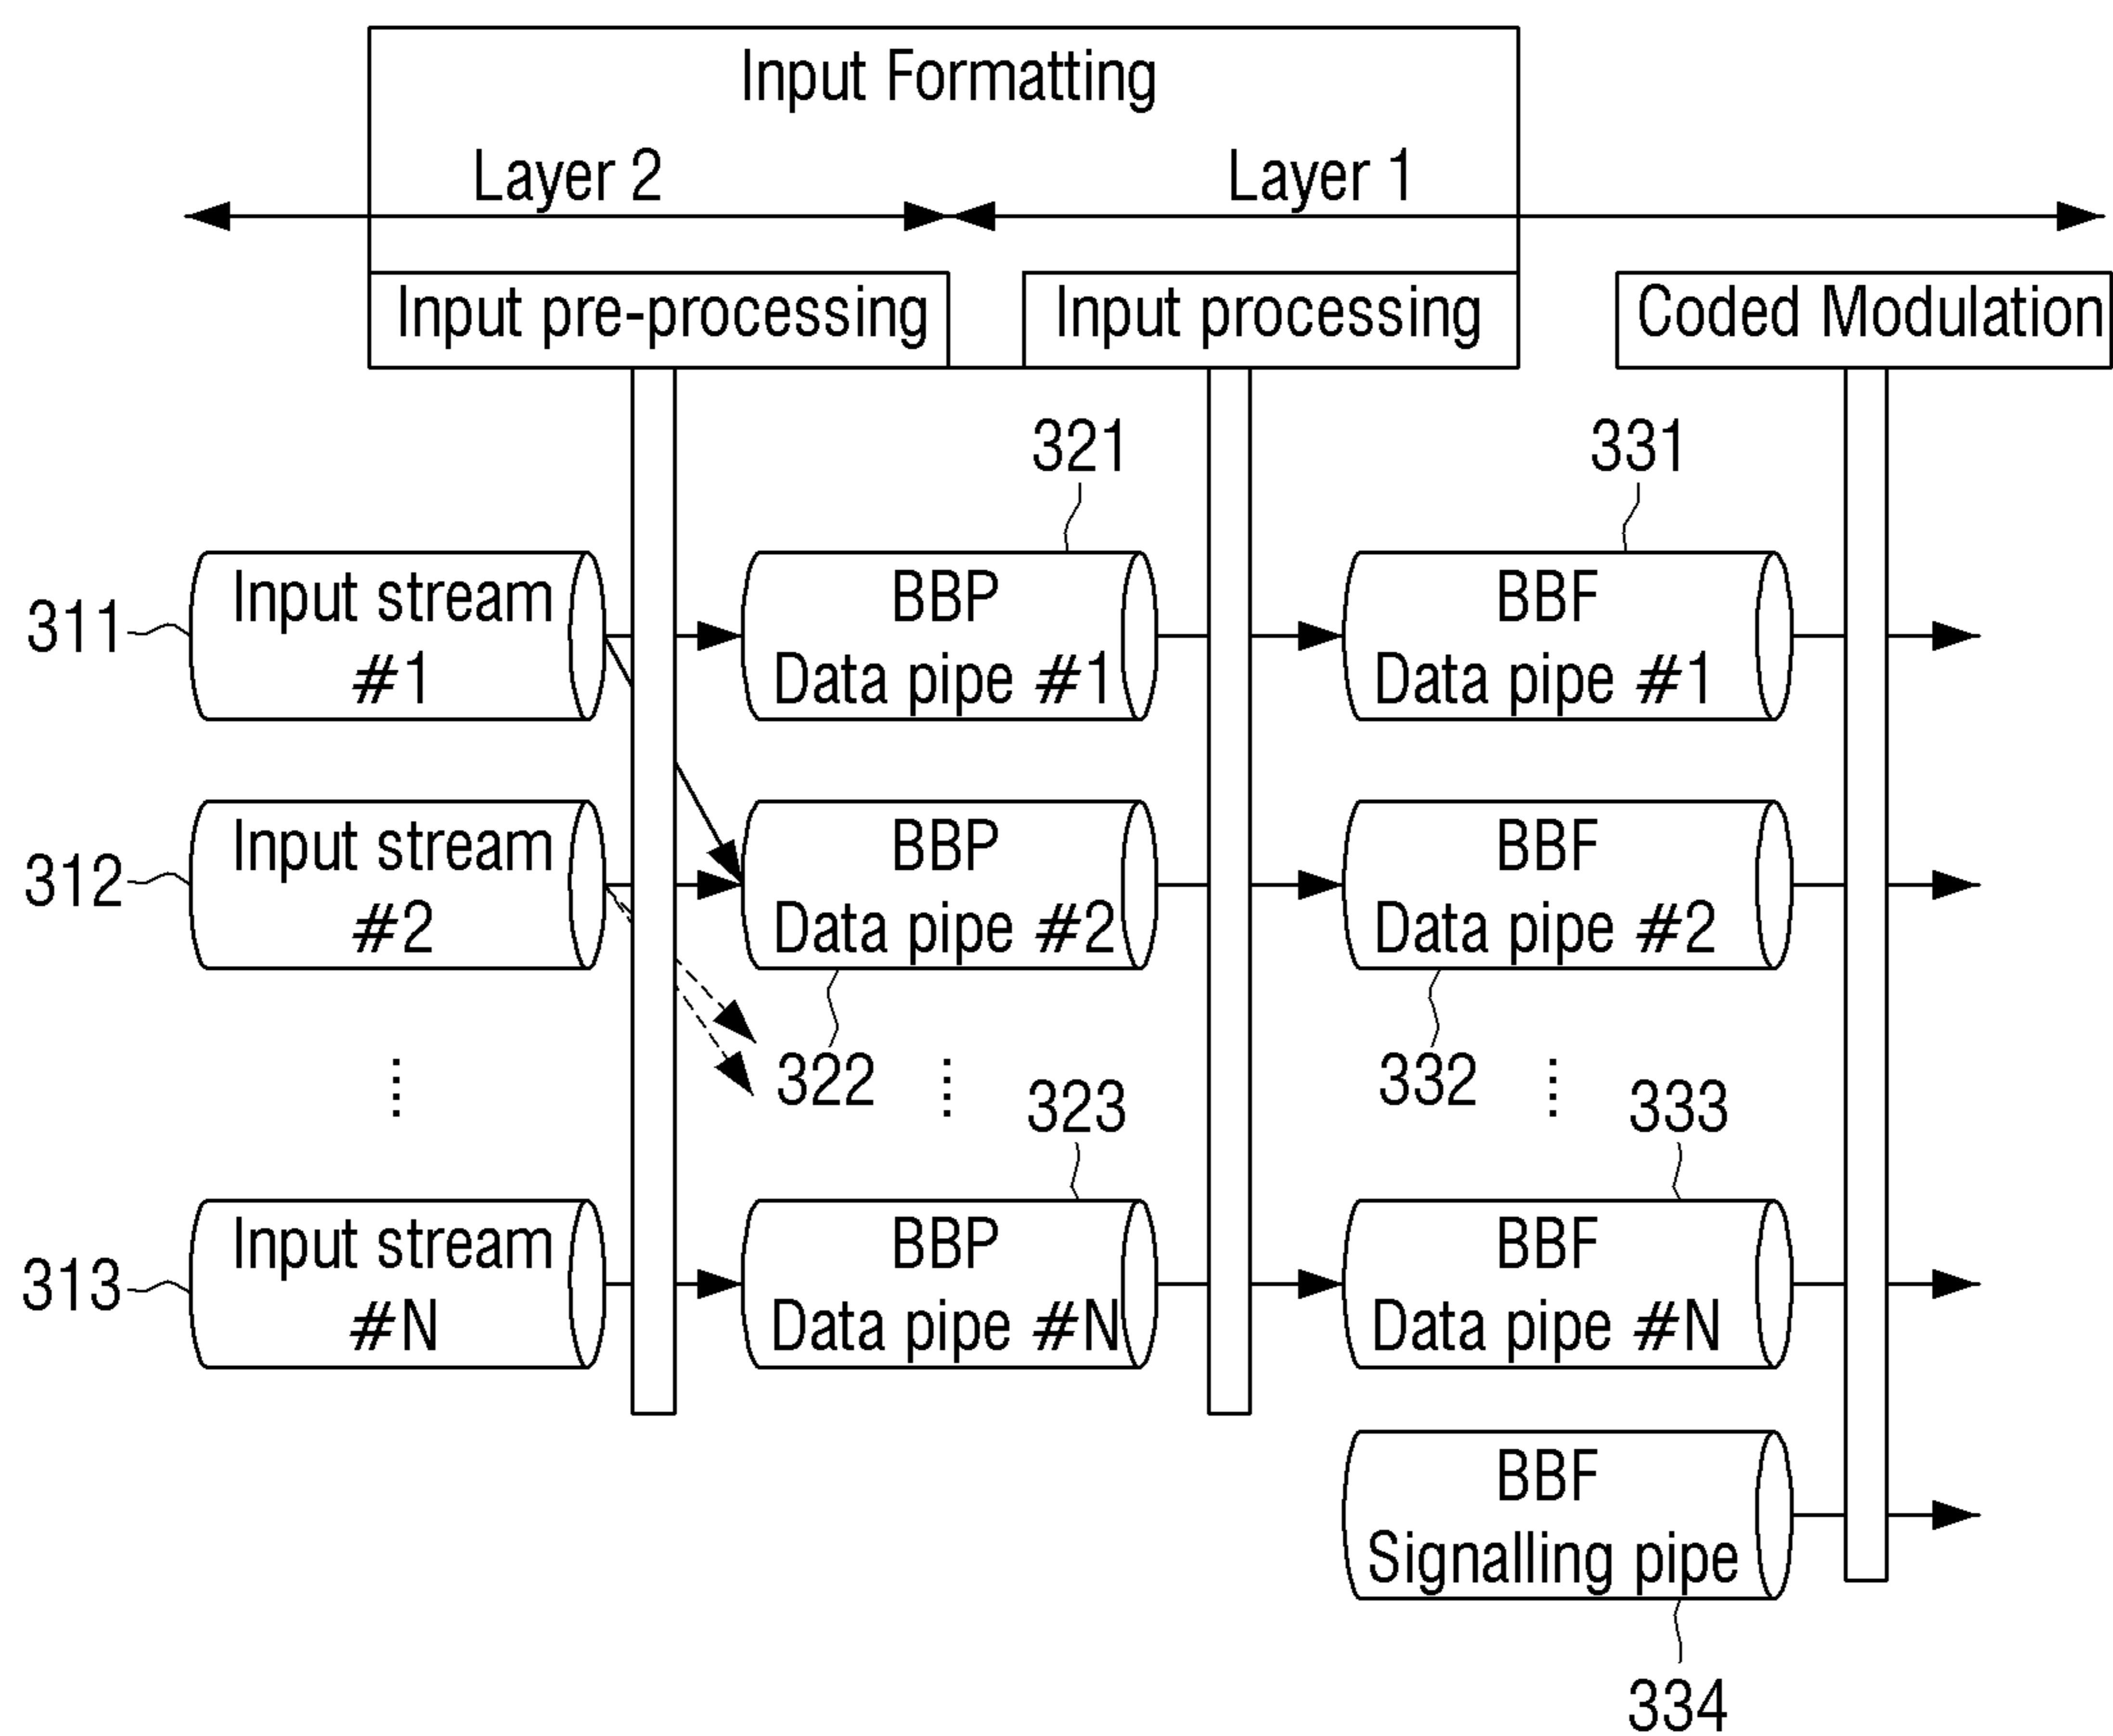 Input Formatting
Layer 2
Layer 1
Input pre-processing
Input processing
Coded Modulation
321
331
311
Input stream
#1
BBP
Data pipe #1
BBF
Data pipe #1
312
Input stream
#2
BBP
Data pipe #2
BBF
Data pipe #2
322
332
323
333
313
Input stream
#N
BBP
Data pipe #N
BBF
Data pipe #N
BBF
Signalling pipe
334